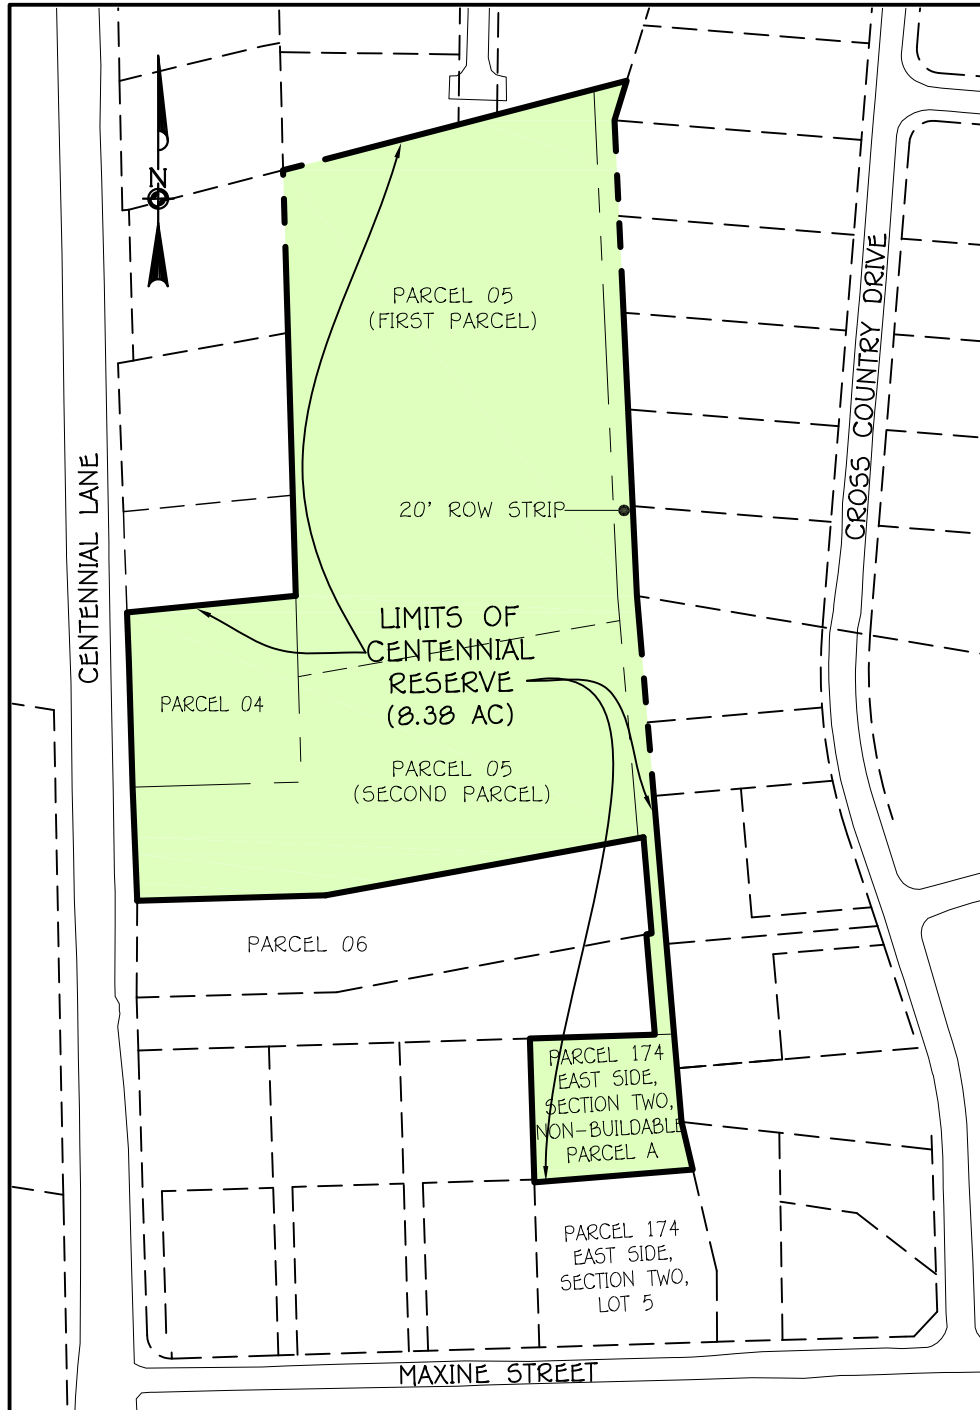 N
PARCEL 05
(FIRST PARCEL)
CROSS COUNTRY DRIVE
CENTENNIAL LANE
20' ROW STRIP
LIMITS OF
CENTENNIAL
RESERVE
(8.38 AC)
PARCEL 04
PARCEL 05
(SECOND PARCEL)
PARCEL 06
PARCEL 174
EAST SIDE,
SECTION TWO,
NON-BUILDABLE
PARCEL A
PARCEL 174
EAST SIDE,
SECTION TWO,
LOT 5
MAXINE STREET